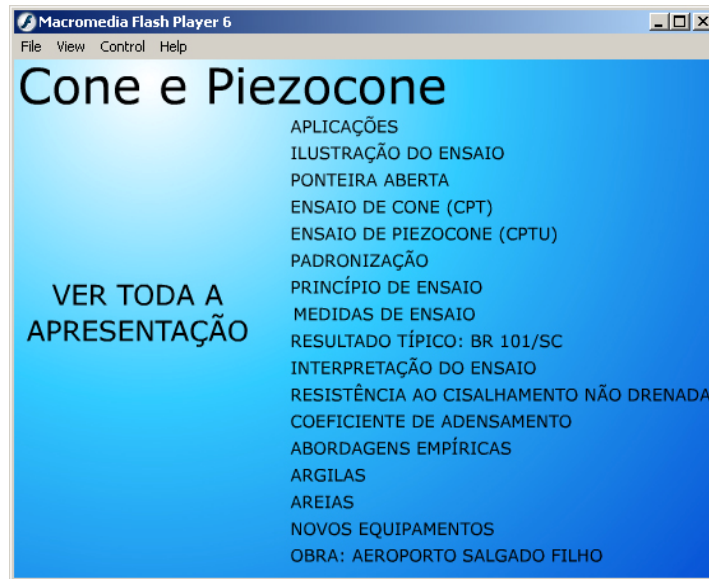 Macromedia Flash Player 6
File View Control Help
Cone e Piezocone
APLICAÇÕES
ILUSTRAÇÃO DO ENSAIO
PONTEIRA ABERTA
ENSAIO DE CONE (CPT)
ENSAIO DE PIEZOCONE (CPTU)
PADRONIZAÇÃO
PRINCÍPIO DE ENSAIO
MEDIDAS DE ENSAIO
RESULTADO TÍPICO: BR 101/SC
INTERPRETAÇÃO DO ENSAIO
RESISTÊNCIA AO CISALHAMENTO NÃO DRENADA
COEFICIENTE DE ADENSAMENTO
ABORDAGENS EMPÍRICAS
ARGILAS
AREIAS
NOVOS EQUIPAMENTOS
OBRA: AEROPORTO SALGADO FILHO
VER TODA A
APRESENTAÇÃO